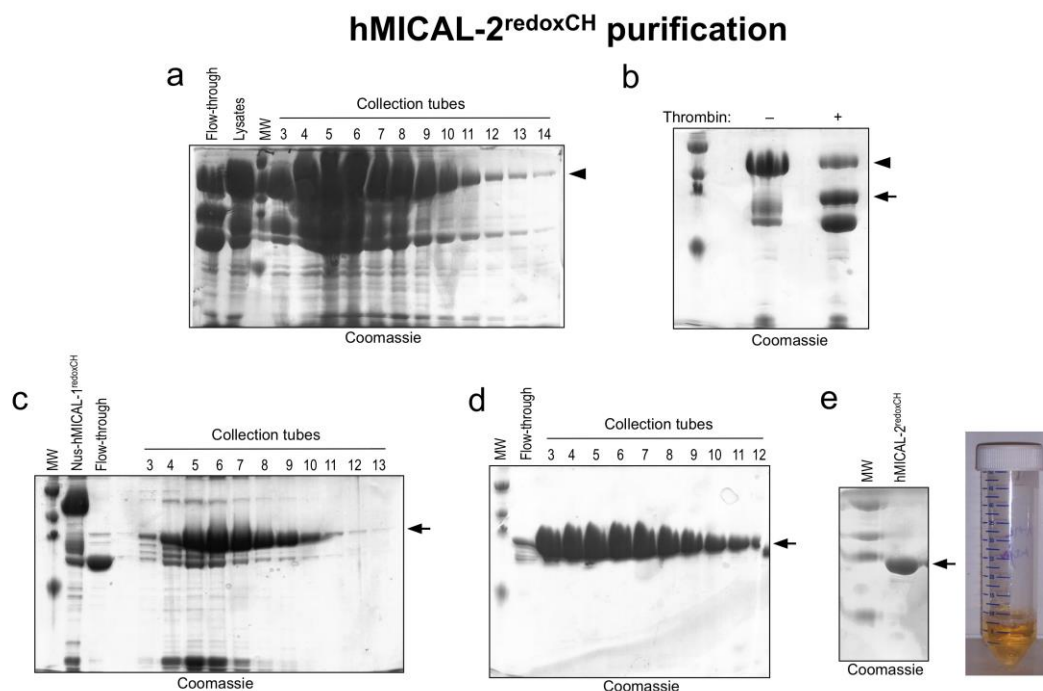 hMICAL-2redoxCH purification
a
Flow-through
Lysates
MW
Collection tubes
3 4 5 6 7 8 9 10 11 12 13 14
Coomassie
b
Thrombin: – +
Coomassie
c
MW
Nus-hMICAL-1redoxCH
Flow-through
Collection tubes
3 4 5 6 7 8 9 10 11 12 13
Coomassie
d
MW
Flow-through
Collection tubes
3 4 5 6 7 8 9 10 11 12
Coomassie
e
MW
hMICAL-2redoxCH
Coomassie